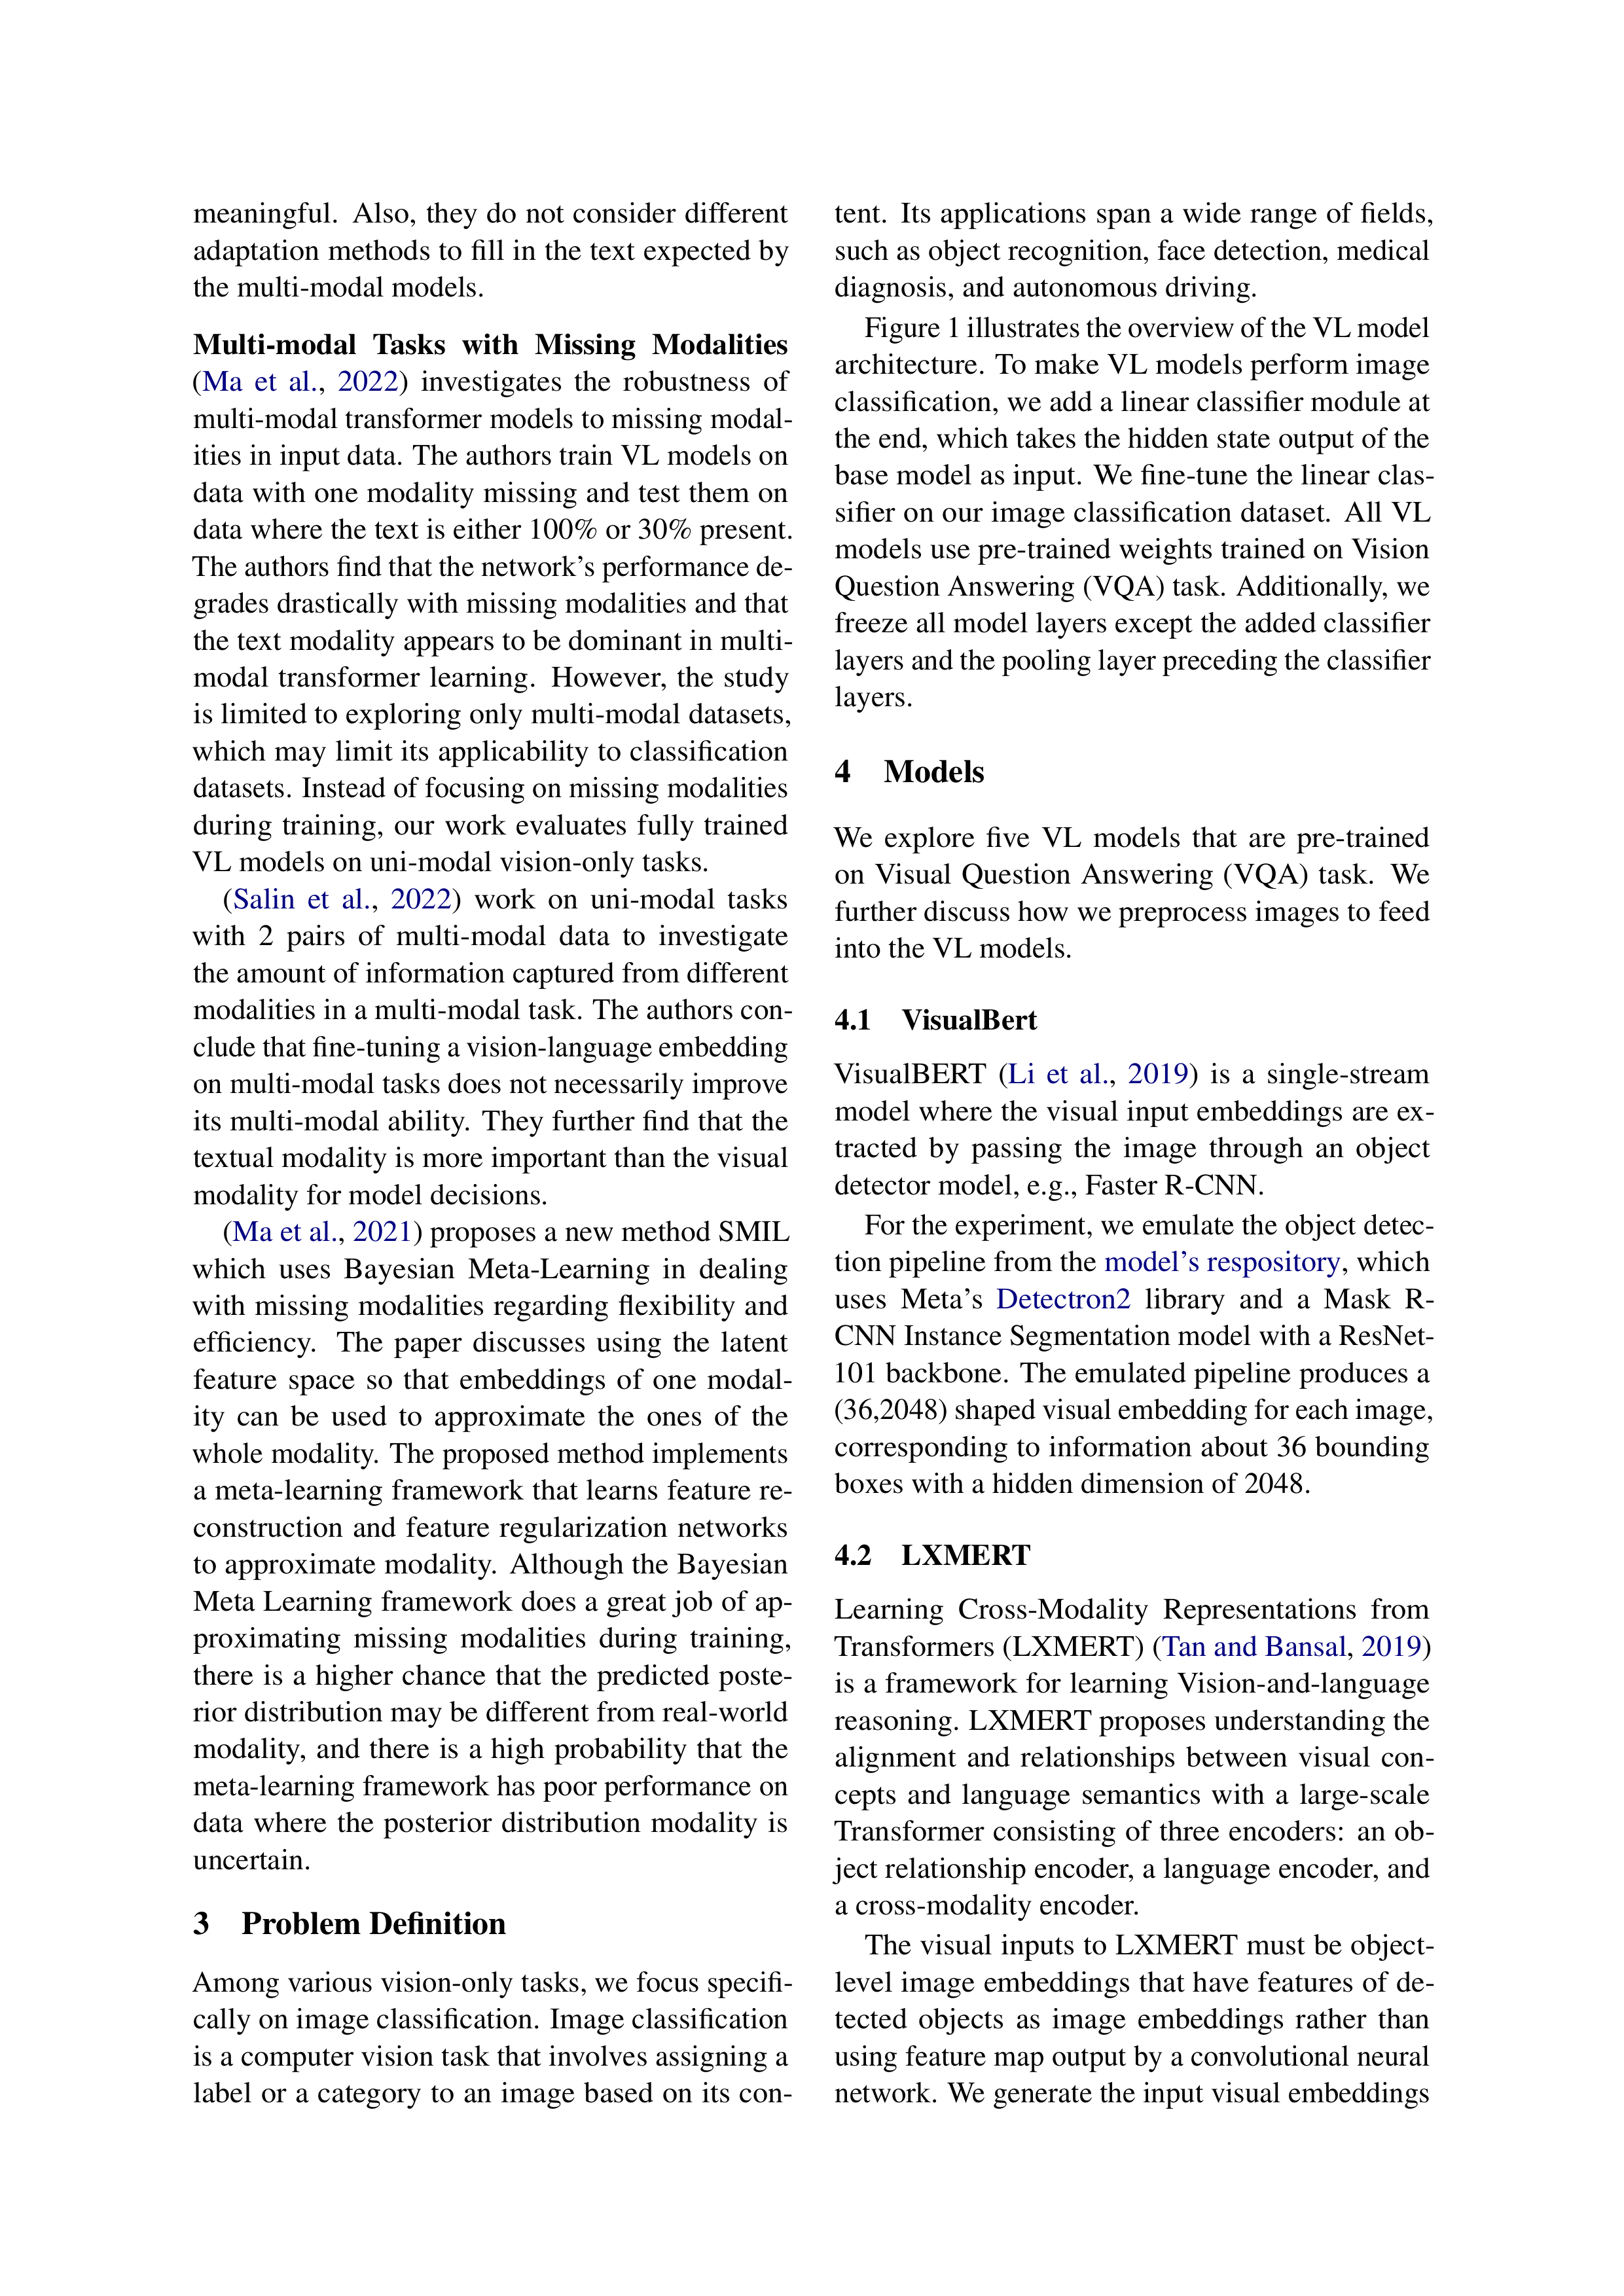 meaningful. Also, they do not consider different
adaptation methods to fill in the text expected by
the multi-modal models.
Multi-modal Tasks with Missing Modalities
(Ma et al., 2022) investigates the robustness of
multi-modal transformer models to missing modal-
ities in input data. The authors train VL models on
data with one modality missing and test them on
data where the text is either 100% or 30% present.
The authors find that the network's performance de-
grades drastically with missing modalities and that
the text modality appears to be dominant in multi-
modal transformer learning. However, the study
is limited to exploring only multi-modal datasets,
which may limit its applicability to classification
datasets. Instead of focusing on missing modalities
during training, our work evaluates fully trained
VL models on uni-modal vision-only tasks.
(Salin et al., 2022) work on uni-modal tasks
with 2 pairs of multi-modal data to investigate
the amount of information captured from different
modalities in a multi-modal task. The authors con-
clude that fine-tuning a vision-language embedding
on multi-modal tasks does not necessarily improve
its multi-modal ability. They further find that the
textual modality is more important than the visual
modality for model decisions.
(Ma et al., 2021) proposes a new method SMIL
which uses Bayesian Meta-Learning in dealing
with missing modalities regarding flexibility and
efficiency. The paper discusses using the latent
feature space so that embeddings of one modal-
ity can be used to approximate the ones of the
whole modality. The proposed method implements
a meta-learning framework that learns feature re-
construction and feature regularization networks
to approximate modality. Although the Bayesian
Meta Learning framework does a great job of ap-
proximating missing modalities during training,
there is a higher chance that the predicted poste-
rior distribution may be different from real-world
modality, and there is a high probability that the
meta-learning framework has poor performance on
data where the posterior distribution modality is
uncertain.
3 Problem Definition
Among various vision-only tasks, we focus specifi-
cally on image classification. Image classification
is a computer vision task that involves assigning a
label or a category to an image based on its con-
tent. Its applications span a wide range of fields,
such as object recognition, face detection, medical
diagnosis, and autonomous driving.
Figure 1 illustrates the overview of the VL model
architecture. To make VL models perform image
classification, we add a linear classifier module at
the end, which takes the hidden state output of the
base model as input. We fine-tune the linear clas-
sifier on our image classification dataset. All VL
models use pre-trained weights trained on Vision
Question Answering (VQA) task. Additionally, we
freeze all model layers except the added classifier
layers and the pooling layer preceding the classifier
layers.
4 Models
We explore five VL models that are pre-trained
on Visual Question Answering (VQA) task. We
further discuss how we preprocess images to feed
into the VL models.
4.1 VisualBert
VisualBERT (Li et al., 2019) is a single-stream
model where the visual input embeddings are ex-
tracted by passing the image through an object
detector model, e.g., Faster R-CNN.
For the experiment, we emulate the object detec-
tion pipeline from the model's respository, which
uses Meta's Detectron2 library and a Mask R-
CNN Instance Segmentation model with a ResNet-
101 backbone. The emulated pipeline produces a
(36,2048) shaped visual embedding for each image,
corresponding to information about 36 bounding
boxes with a hidden dimension of 2048.
4.2 LXMERT
Learning Cross-Modality Representations from
Transformers (LXMERT) (Tan and Bansal, 2019)
is a framework for learning Vision-and-language
reasoning. LXMERT proposes understanding the
alignment and relationships between visual con-
cepts and language semantics with a large-scale
Transformer consisting of three encoders: an ob-
ject relationship encoder, a language encoder, and
a cross-modality encoder.
The visual inputs to LXMERT must be object-
level image embeddings that have features of de-
tected objects as image embeddings rather than
using feature map output by a convolutional neural
network. We generate the input visual embeddings